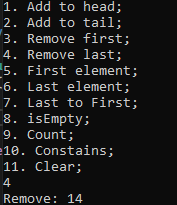 1. Add to head;
2. Add to tail;
3. Remove first;
4. Remove last;
5. First element;
6. Last element;
7. Last to First;
8. isEmpty;
9. Count;
10. Constains;
11. Clear;
4
Remove: 14